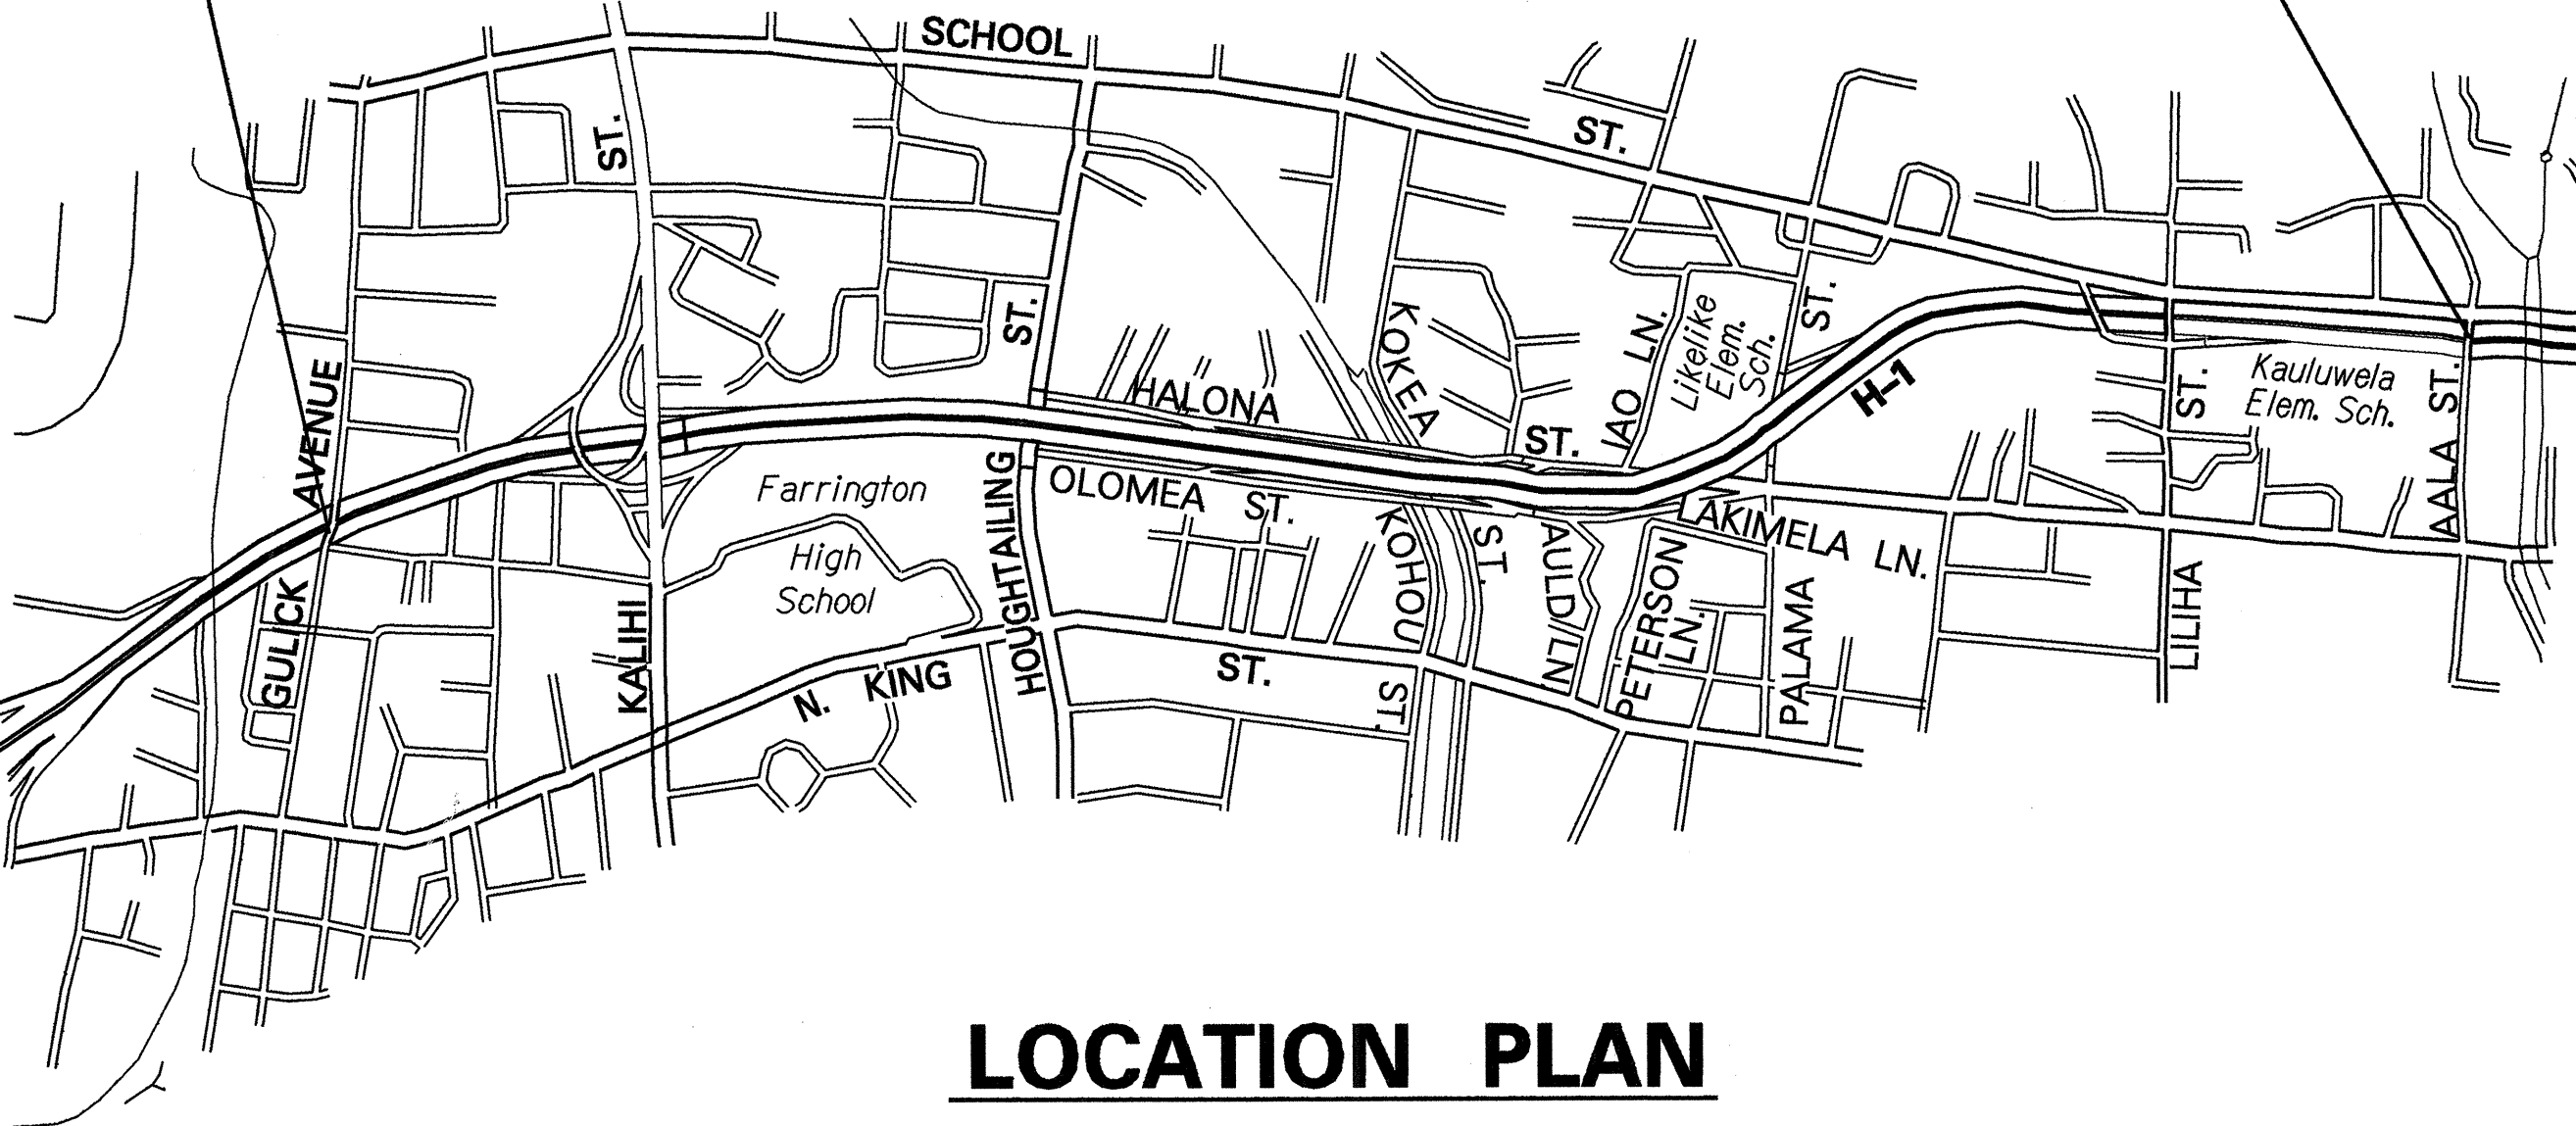 SCHOOL ST.
ST.
KALIHI
GULICK AVENUE
HOUGHTAILING
ST.
HALONA
ST.
OLOMEA ST.
KOKEA
ST.
KOHOU
ST.
IAO LN.
Likelike
Elem.
Sch.
ST.
PALAMA
H-1
Kauluwela
Elem. Sch.
ST.
LILIHA
AALA ST.
Farrington
High
School
N. KING ST.
AULD LN.
PETERSON
LN.
LAKIMELA LN.
LOCATION PLAN